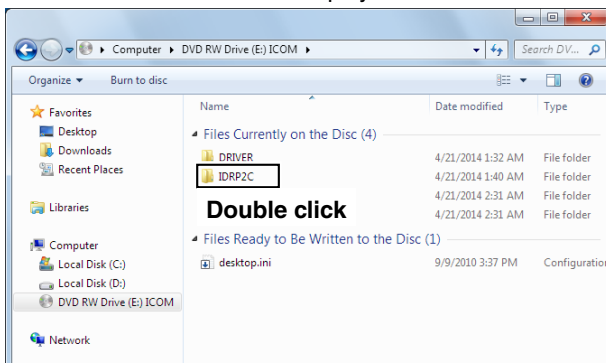 Computer ▸ DVD RW Drive (E:) ICOM ▸ Search DV...
Organize Burn to disc
Favorites
Desktop
Downloads
Recent Places
Libraries
Computer
Local Disk (C:)
Local Disk (D:)
DVD RW Drive (E:) ICOM
Network
Name Date modified Type
Files Currently on the Disc (4)
DRIVER 4/21/2014 1:32 AM File folder
IDRP2C 4/21/2014 1:40 AM File folder
4/21/2014 2:31 AM File folder
Double click 4/21/2014 2:31 AM File folder
Files Ready to Be Written to the Disc (1)
desktop.ini 9/9/2010 3:37 PM Configuration